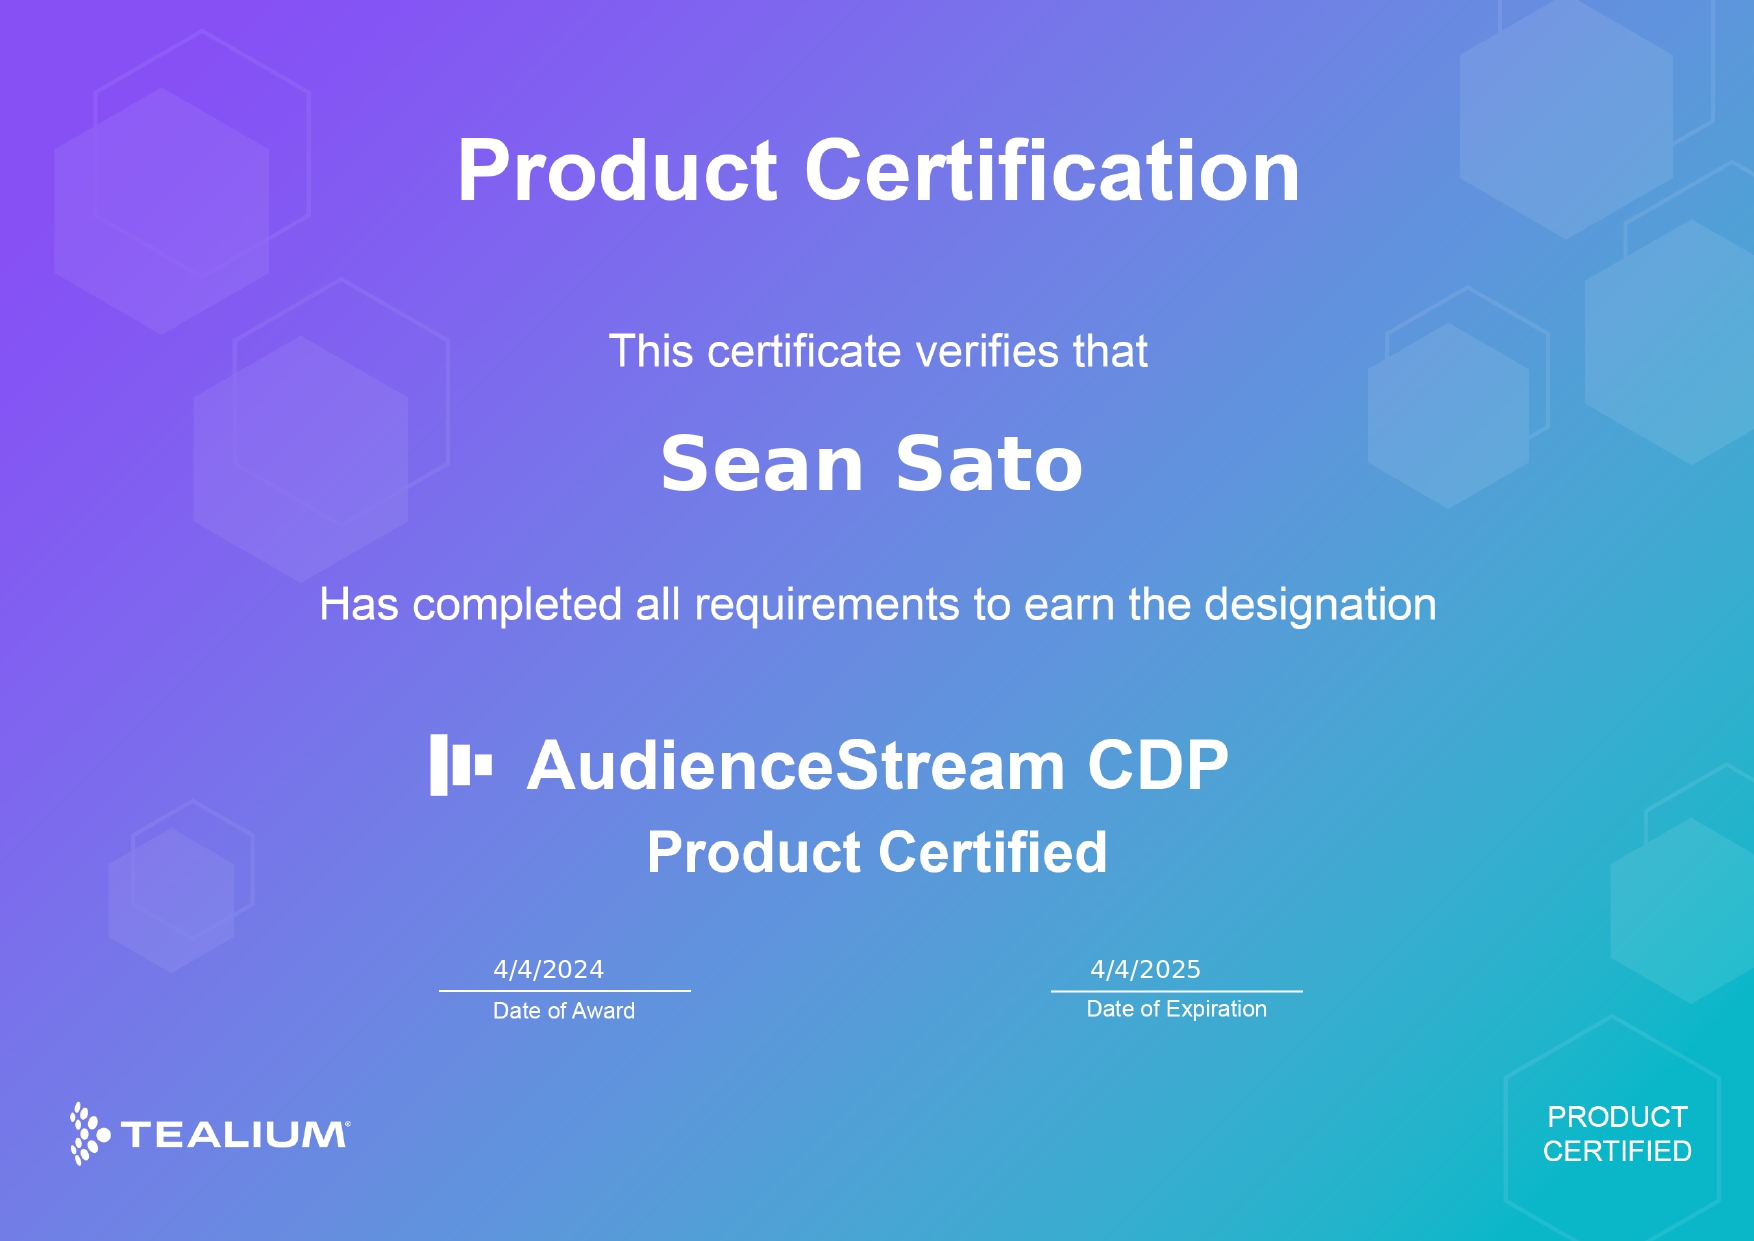 Product Certification
This certificate verifies that
Sean Sato
Has completed all requirements to earn the designation
AudienceStream CDP
Product Certified
4/4/2024
Date of Award
4/4/2025
Date of Expiration
TEALIUM®
PRODUCT
CERTIFIED